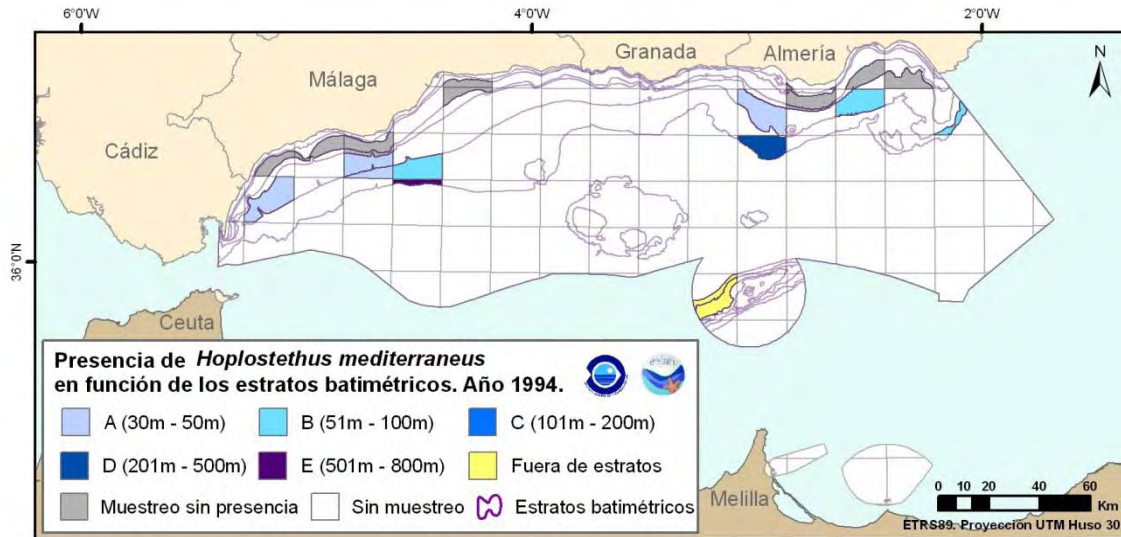 6°0'W 4°0'W 2°0'W
Granada Almería
Málaga
N
Cádiz
36°0'N
Ceuta
Presencia de Hoplostethus mediterraneus
en función de los estratos batimétricos. Año 1994.
A (30m - 50m) B (51m - 100m) C (101m - 200m)
D (201m - 500m) E (501m - 800m) Fuera de estratos
Muestreo sin presencia Sin muestreo Estratos batimétricos
Melilla
0 10 20 40 60
Km
ETRS89. Proyección UTM Huso 30